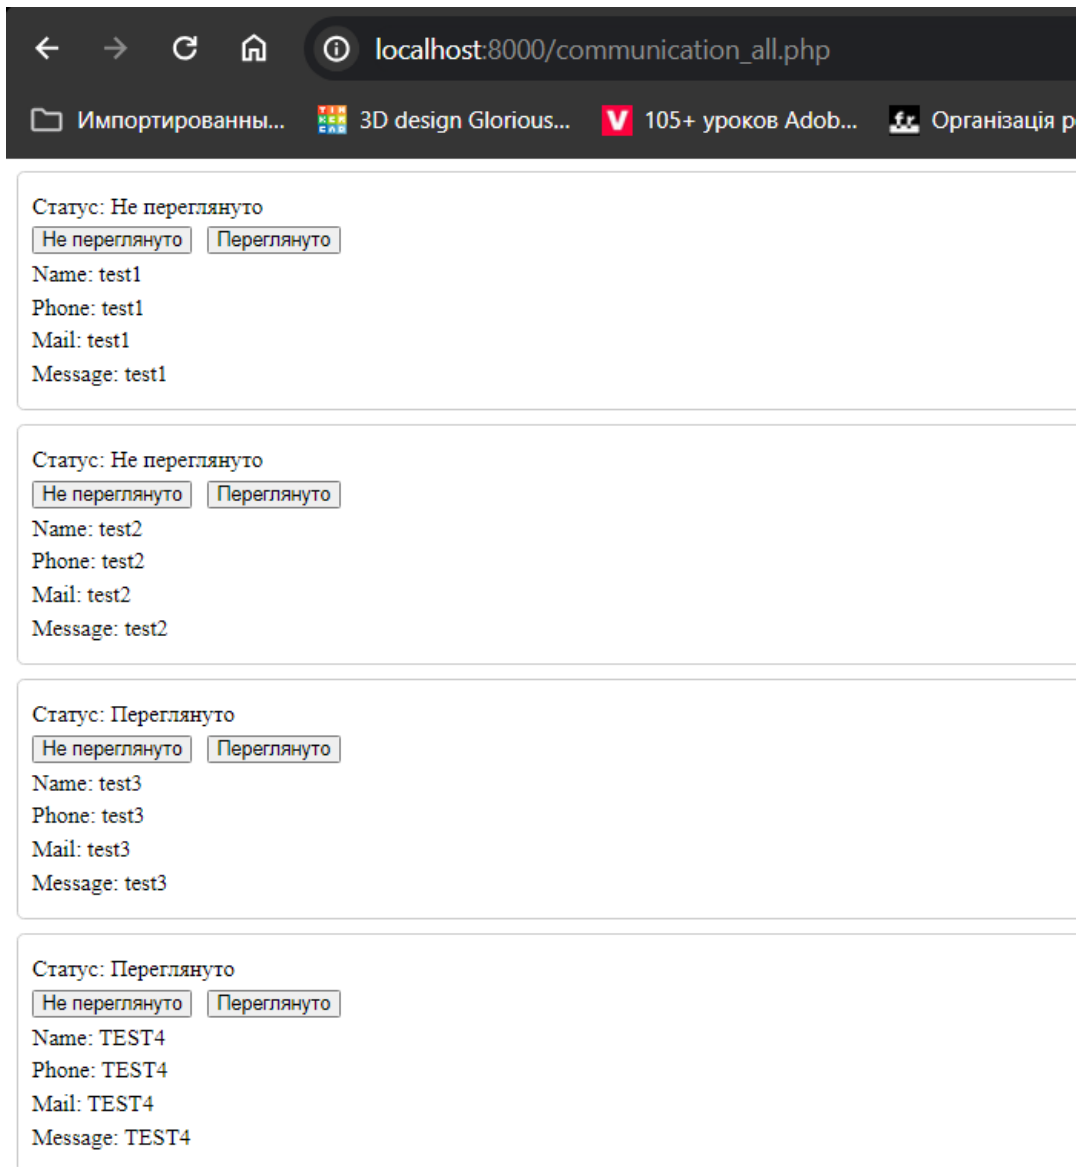 localhost:8000/communication_all.php
Импортированны... 3D design Glorious... V 105+ уроков Adob... f.r. Організація р
Статус: Не переглянуто
Не переглянуто Переглянуто
Name: test1
Phone: test1
Mail: test1
Message: test1
Статус: Не переглянуто
Не переглянуто Переглянуто
Name: test2
Phone: test2
Mail: test2
Message: test2
Статус: Переглянуто
Не переглянуто Переглянуто
Name: test3
Phone: test3
Mail: test3
Message: test3
Статус: Переглянуто
Не переглянуто Переглянуто
Name: TEST4
Phone: TEST4
Mail: TEST4
Message: TEST4